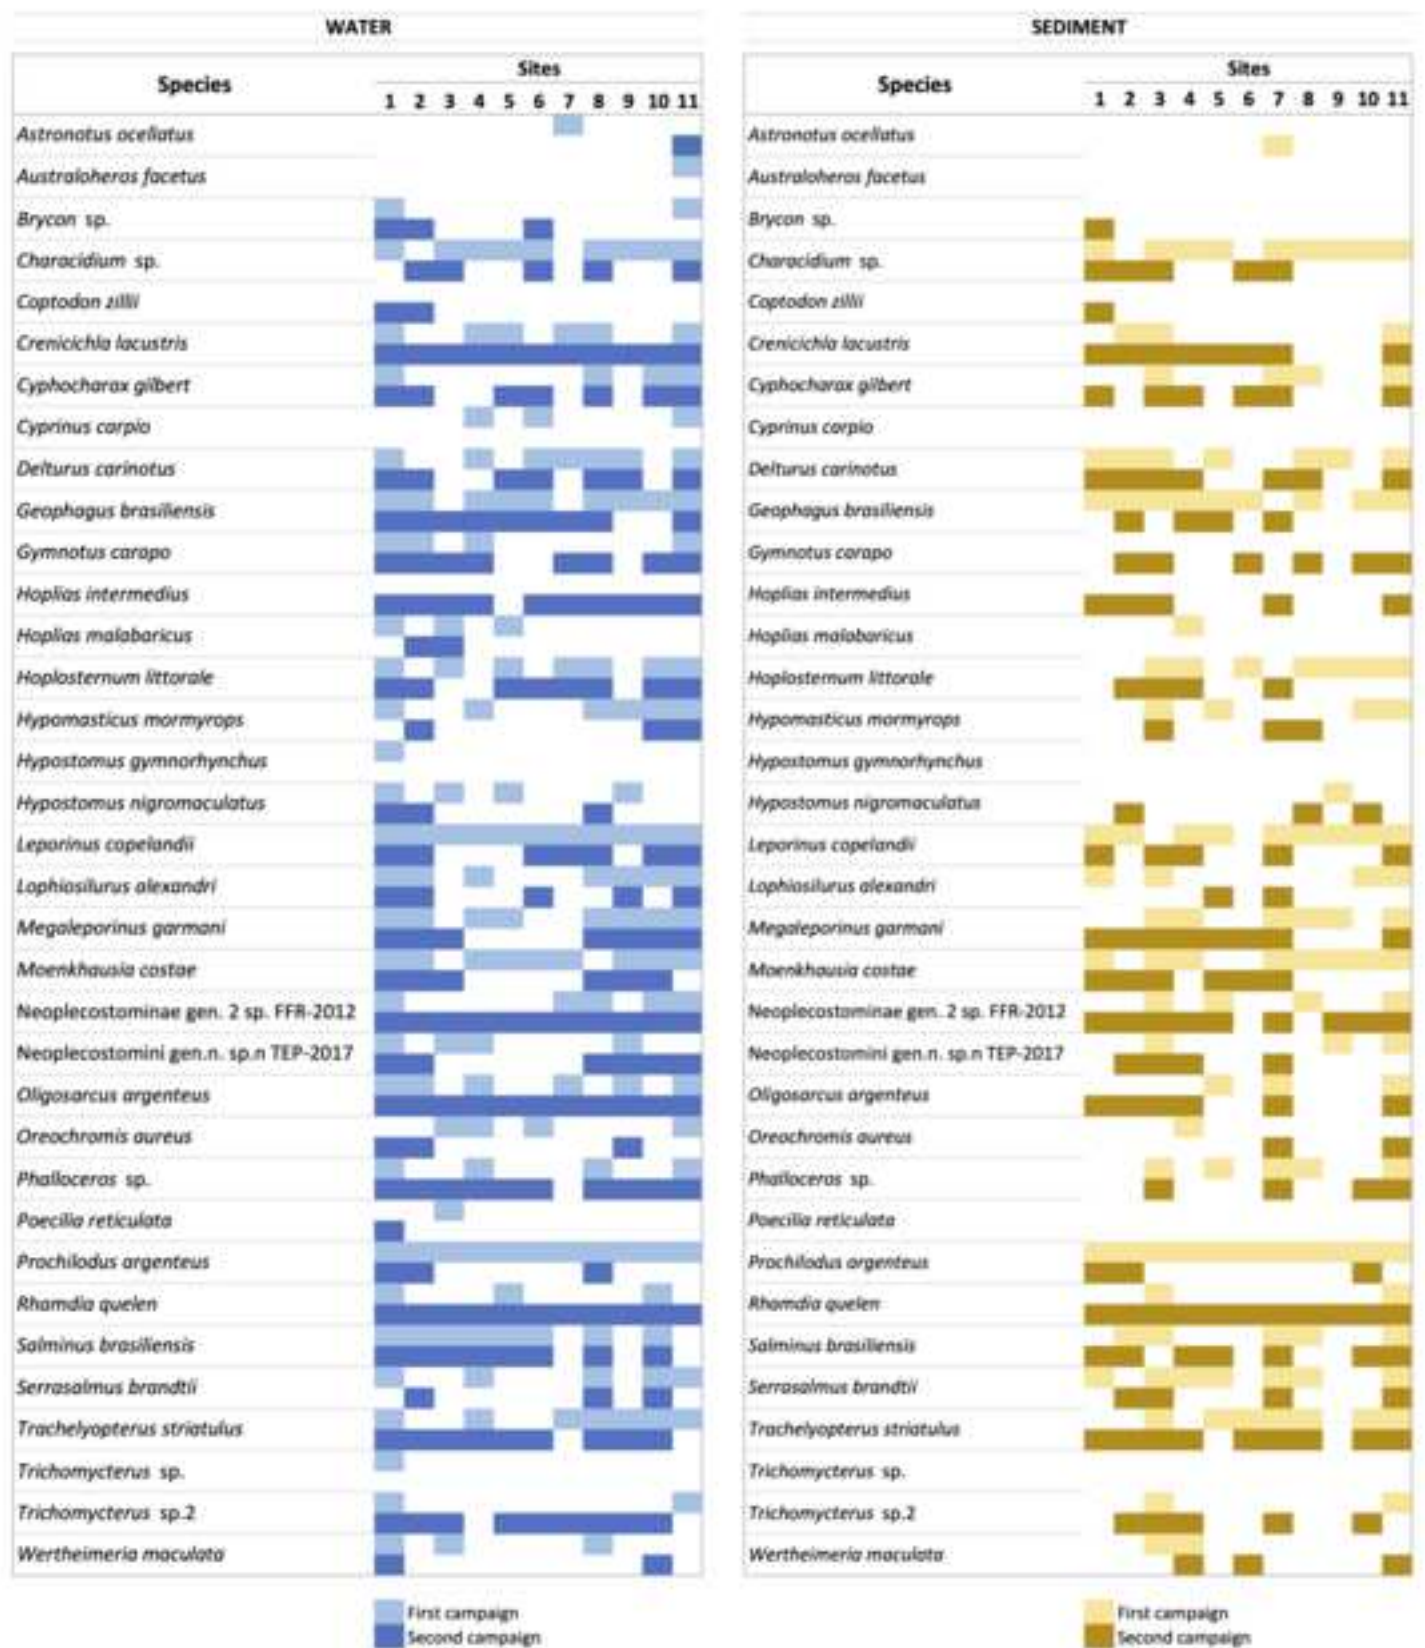 WATER
Species
Sites
1 2 3 4 5 6 7 8 9 10 11
Astronotus ocellatus
Australoheros facetus
Brycon sp.
Characidium sp.
Coptodon zillii
Crenicichla lacustris
Cyphocharax gilbert
Cyprinus carpio
Delturus carinotus
Geophagus brasiliensis
Gymnotus carapo
Hoplias intermedius
Hoplias malabaricus
Hoplosternum littorale
Hypomasticus mormyrops
Hypostomus gymnorhynchus
Hypostomus nigromaculatus
Leporinus copelandii
Lophiosilurus alexandri
Megaleporinus garmani
Moenkhausia costae
Neoplecostominae gen. 2 sp. FFR-2012
Neoplecostomini gen.n. sp.n TEP-2017
Oligosarcus argenteus
Oreochromis aureus
Phalloceros sp.
Poecilia reticulata
Prochilodus argenteus
Rhamdia quelen
Salminus brasiliensis
Serrasalmus brandtii
Trachelyopterus striatulus
Trichomycterus sp.
Trichomycterus sp.2
Wertheimeria maculata
First campaign
Second campaign
SEDIMENT
Species
Sites
1 2 3 4 5 6 7 8 9 10 11
Astronotus ocellatus
Australoheros facetus
Brycon sp.
Characidium sp.
Coptodon zillii
Crenicichla lacustris
Cyphocharax gilbert
Cyprinus carpio
Delturus carinotus
Geophagus brasiliensis
Gymnotus carapo
Hoplias intermedius
Hoplias malabaricus
Hoplosternum littorale
Hypomasticus mormyrops
Hypostomus gymnorhynchus
Hypostomus nigromaculatus
Leporinus copelandii
Lophiosilurus alexandri
Megaleporinus garmani
Moenkhausia costae
Neoplecostominae gen. 2 sp. FFR-2012
Neoplecostomini gen.n. sp.n TEP-2017
Oligosarcus argenteus
Oreochromis aureus
Phalloceros sp.
Poecilia reticulata
Prochilodus argenteus
Rhamdia quelen
Salminus brasiliensis
Serrasalmus brandtii
Trachelyopterus striatulus
Trichomycterus sp.
Trichomycterus sp.2
Wertheimeria maculata
First campaign
Second campaign